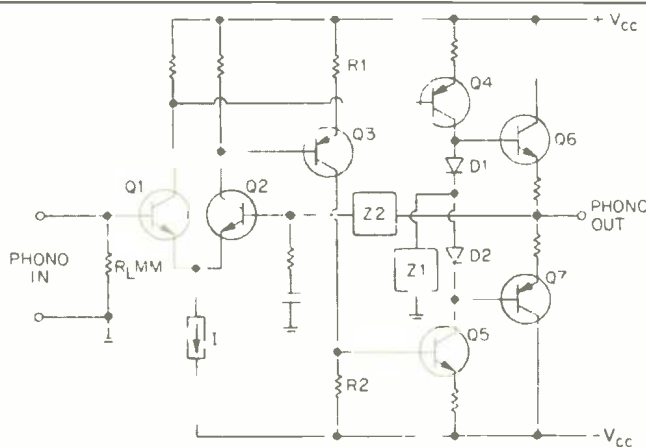 + Vcc
R1
Q4
Q3
Q6
D1
Q1
Q2
Z2
PHONO
OUT
PHONO
IN
RLMM
Z1
D2
Q7
I
Q5
R2
-Vcc